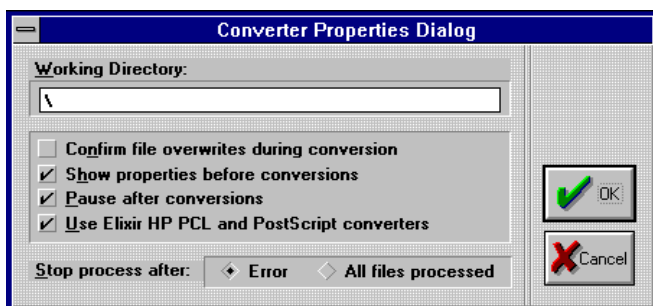 Converter Properties Dialog
Working Directory:
\
Confirm file overwrites during conversion
Show properties before conversions
Pause after conversions
Use Elixir HP PCL and PostScript converters
Stop process after: Error All files processed
OK
Cancel